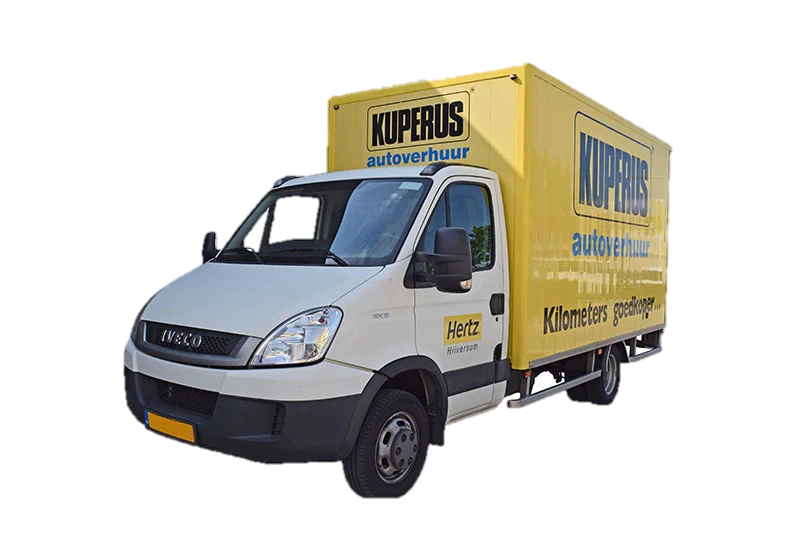 KUPERUS
autoverhuur
KUPERUS
autoverhuur
Kilometers goedkoper...
IVECO
Hertz
Hilversum